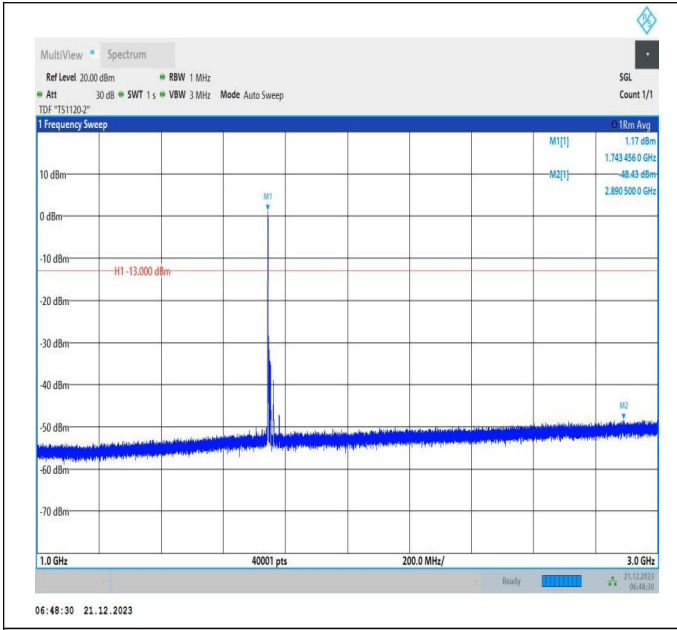 R S
MultiView Spectrum
Ref Level 20.00 dBm RBW 1 MHz SGL
Att 30 dB SWT 1 s VBW 3 MHz Mode Auto Sweep Count 1/1
TDF "TS1120-2"
1 Frequency Sweep 1Rm Avg
M1[1] 1.17 dBm
1.743 456 0 GHz
10 dBm M2[1] -48.43 dBm
2.890 500 0 GHz
M1
0 dBm
-10 dBm
H1 -13.000 dBm
-20 dBm
-30 dBm
-40 dBm
M2
-50 dBm
-60 dBm
-70 dBm
1.0 GHz 40001 pts 200.0 MHz/ 3.0 GHz
Ready 21.12.2023
06:48:30
06:48:30 21.12.2023